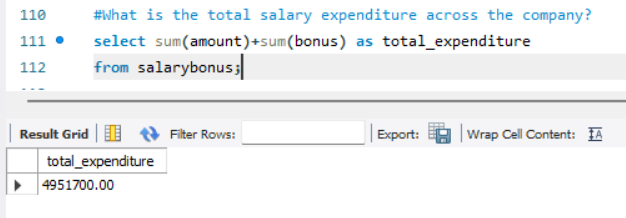 110 #What is the total salary expenditure across the company?
111 select sum(amount)+sum(bonus) as total_expenditure
112 from salarybonus;
Result Grid Filter Rows: Export: Wrap Cell Content: IA
total_expenditure
4951700.00